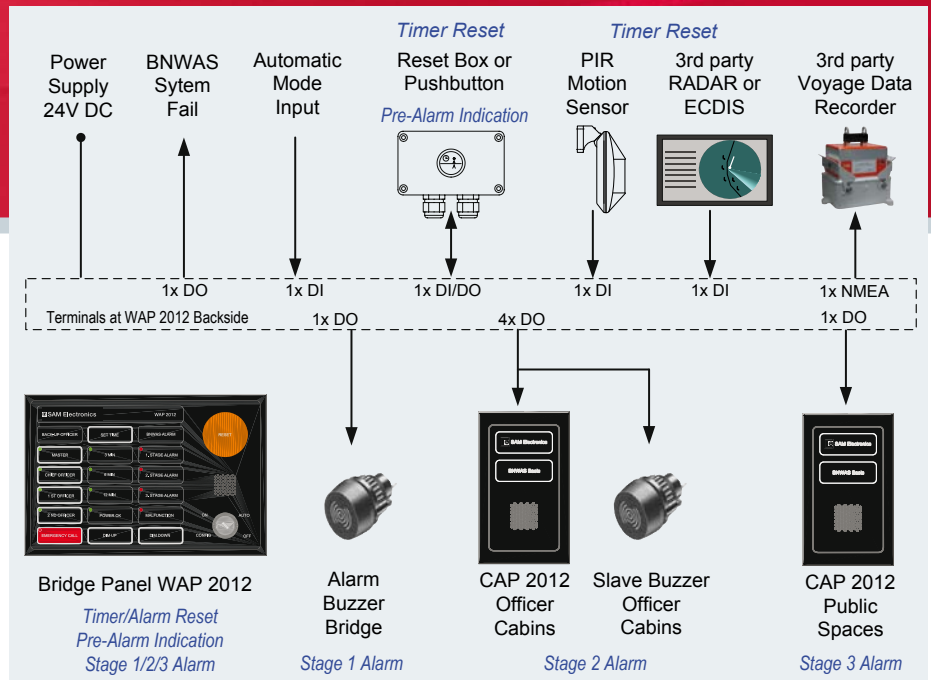 Timer Reset
Timer Reset
Power
Supply
24V DC
BNWAS
Sytem
Fail
Automatic
Mode
Input
Reset Box or
Pushbutton
Pre-Alarm Indication
PIR
Motion
Sensor
3rd party
RADAR or
ECDIS
3rd party
Voyage Data
Recorder
1x DO
1x DI
1x DI/DO
1x DI
1x DI
1x NMEA
Terminals at WAP 2012 Backside
1x DO
4x DO
1x DO
SAM Electronics
WAP 2012
BACK-UP OFFICER
SET TIME
BNWAS ALARM
RESET
MASTER
3 MIN
1. STAGE ALARM
CHIEF OFFICER
6 MIN
2. STAGE ALARM
1 ST OFFICER
12 MIN
3. STAGE ALARM
2 ND OFFICER
POWER OK
MALFUNCTION
ON
AUTO
EMERGENCY CALL
DIM UP
DIM DOWN
CONFIG
OFF
SAM Electronics
BNWAS Basic
SAM Electronics
BNWAS Basic
Bridge Panel WAP 2012
Timer/Alarm Reset
Pre-Alarm Indication
Stage 1/2/3 Alarm
Alarm
Buzzer
Bridge
Stage 1 Alarm
CAP 2012
Officer
Cabins
Slave Buzzer
Officer
Cabins
Stage 2 Alarm
CAP 2012
Public
Spaces
Stage 3 Alarm